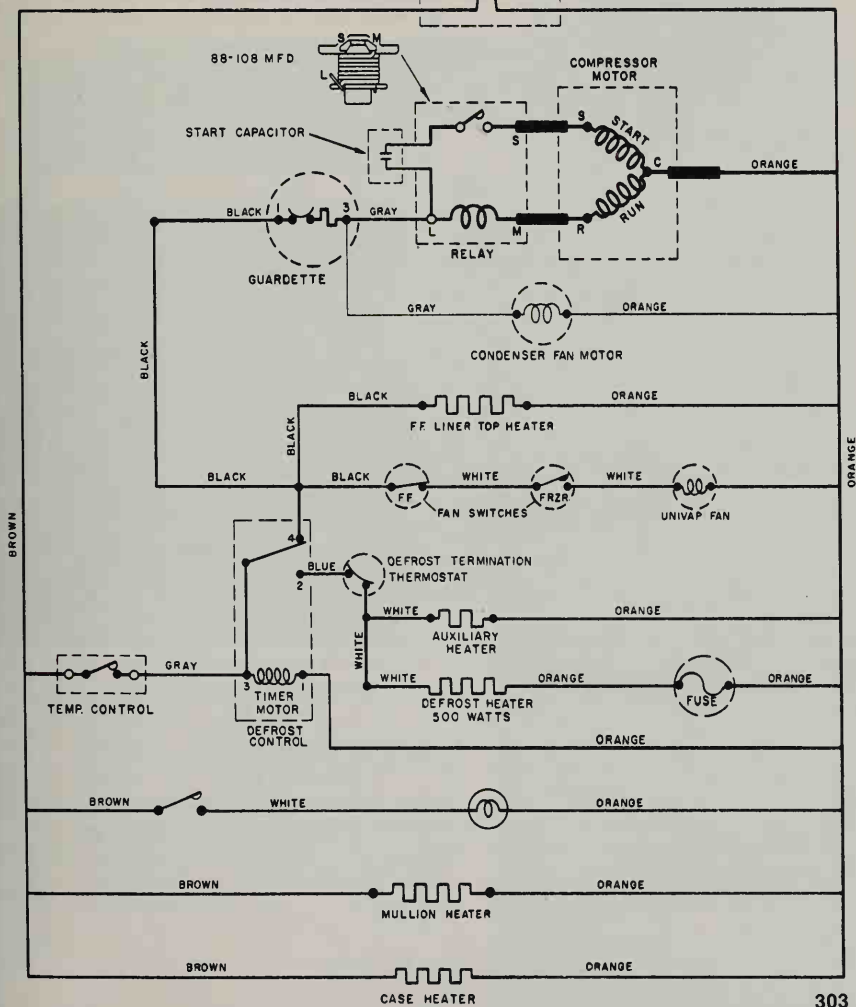 S M
88-108 MFD
L
COMPRESSOR
MOTOR
START CAPACITOR
S
S
START
C
ORANGE
BLACK
3
GRAY
L
M
R
RUN
RELAY
GUARDETTE
GRAY
ORANGE
CONDENSER FAN MOTOR
BLACK
BLACK
ORANGE
BLACK
F.F. LINER TOP HEATER
ORANGE
BLACK
BLACK
FF
WHITE
FRZR.
WHITE
FAN SWITCHES
UNIVAP FAN
BROWN
4
2
BLUE
DEFROST TERMINATION
THERMOSTAT
WHITE
ORANGE
AUXILIARY
HEATER
WHITE
GRAY
3
1
WHITE
ORANGE
ORANGE
FUSE
TEMP. CONTROL
TIMER
MOTOR
DEFROST HEATER
500 WATTS
DEFROST
CONTROL
ORANGE
BROWN
WHITE
ORANGE
BROWN
ORANGE
MULLION HEATER
BROWN
ORANGE
CASE HEATER
303